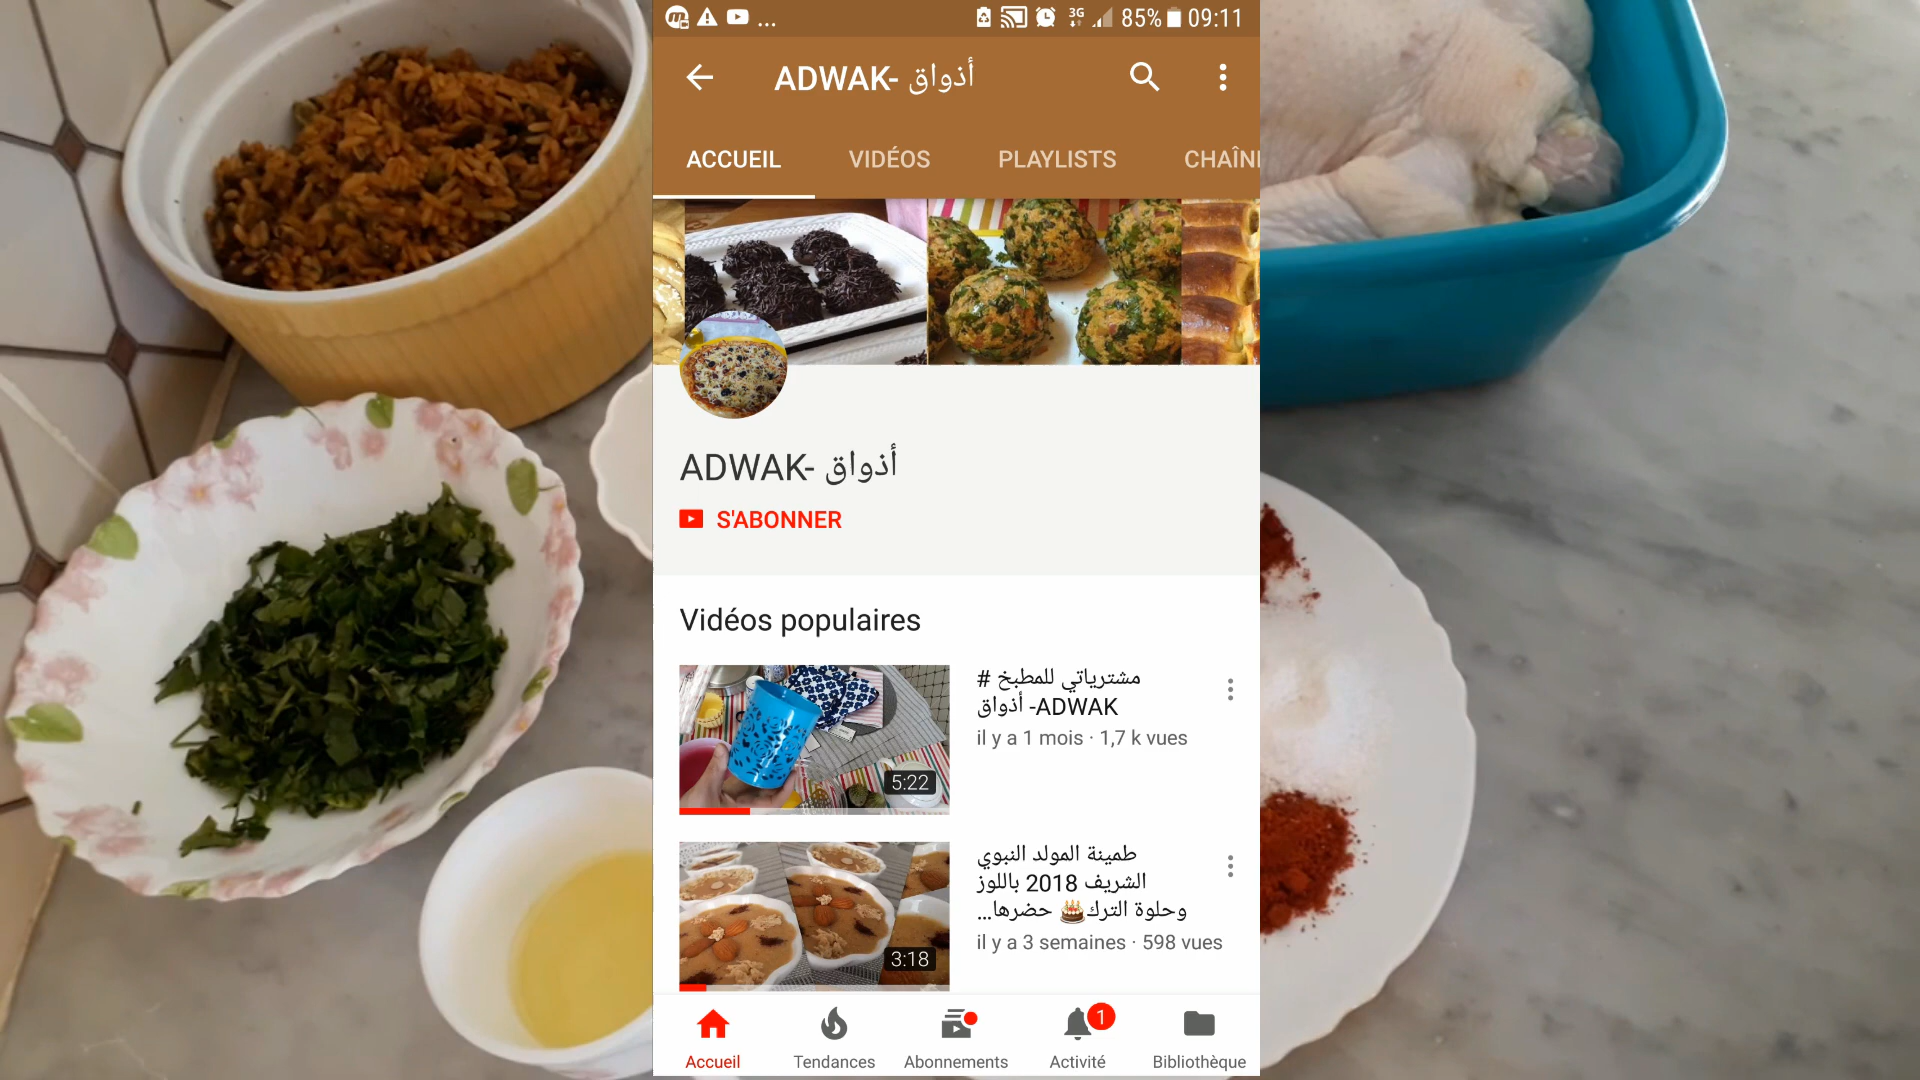 ... 3G 85% 09:11
ADWAK- أذواق
ACCUEIL VIDÉOS PLAYLISTS CHAÎN
ADWAK- أذواق
S'ABONNER
Vidéos populaires
مشترياتي للمطبخ #
ADWAK- أذواق
il y a 1 mois · 1,7 k vues
5:22
طمينة المولد النبوي
الشريف 2018 باللوز
وحلوة الترك🎂 حضرها...
il y a 3 semaines · 598 vues
3:18
1
Accueil Tendances Abonnements Activité Bibliothèque